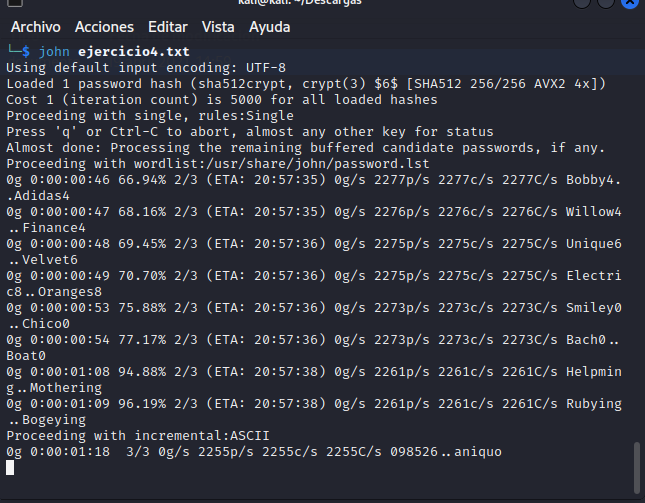 kali@kali: ~/Descargas
Archivo Acciones Editar Vista Ayuda
└─$ john ejercicio4.txt
Using default input encoding: UTF-8
Loaded 1 password hash (sha512crypt, crypt(3) $6$ [SHA512 256/256 AVX2 4x])
Cost 1 (iteration count) is 5000 for all loaded hashes
Proceeding with single, rules:Single
Press 'q' or Ctrl-C to abort, almost any other key for status
Almost done: Processing the remaining buffered candidate passwords, if any.
Proceeding with wordlist:/usr/share/john/password.lst
0g 0:00:00:46 66.94% 2/3 (ETA: 20:57:35) 0g/s 2277p/s 2277c/s 2277C/s Bobby4.
.Adidas4
0g 0:00:00:47 68.16% 2/3 (ETA: 20:57:35) 0g/s 2276p/s 2276c/s 2276C/s Willow4
..Finance4
0g 0:00:00:48 69.45% 2/3 (ETA: 20:57:36) 0g/s 2275p/s 2275c/s 2275C/s Unique6
..Velvet6
0g 0:00:00:49 70.70% 2/3 (ETA: 20:57:36) 0g/s 2275p/s 2275c/s 2275C/s Electri
c8..Oranges8
0g 0:00:00:53 75.88% 2/3 (ETA: 20:57:36) 0g/s 2273p/s 2273c/s 2273C/s Smiley0
..Chico0
0g 0:00:00:54 77.17% 2/3 (ETA: 20:57:36) 0g/s 2273p/s 2273c/s 2273C/s Bach0..
Boat0
0g 0:00:01:08 94.88% 2/3 (ETA: 20:57:38) 0g/s 2261p/s 2261c/s 2261C/s Helpmin
g..Mothering
0g 0:00:01:09 96.19% 2/3 (ETA: 20:57:38) 0g/s 2261p/s 2261c/s 2261C/s Rubying
..Bogeying
Proceeding with incremental:ASCII
0g 0:00:01:18  3/3 0g/s 2255p/s 2255c/s 2255C/s 098526..aniquo